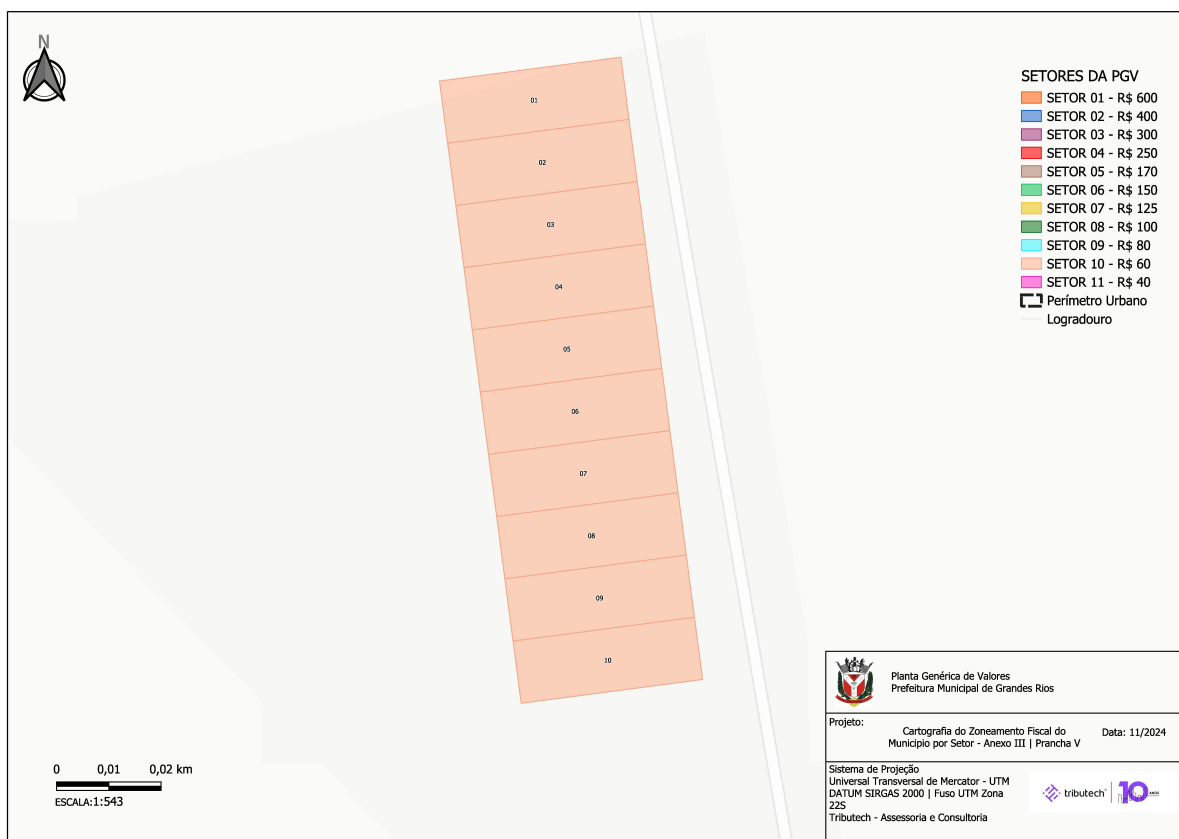 N
01
02
03
04
05
06
07
08
09
10
SETORES DA PGV
SETOR 01 - R$ 600
SETOR 02 - R$ 400
SETOR 03 - R$ 300
SETOR 04 - R$ 250
SETOR 05 - R$ 170
SETOR 06 - R$ 150
SETOR 07 - R$ 125
SETOR 08 - R$ 100
SETOR 09 - R$ 80
SETOR 10 - R$ 60
SETOR 11 - R$ 40
Perímetro Urbano
Logradouro
0 0,01 0,02 km
ESCALA:1:543
Planta Genérica de Valores
Prefeitura Municipal de Grandes Rios
Projeto:
Cartografia do Zoneamento Fiscal do
Municipio por Setor - Anexo III | Prancha V
Data: 11/2024
Sistema de Projeção
Universal Transversal de Mercator - UTM
DATUM SIRGAS 2000 | Fuso UTM Zona
22S
Tributech - Assessoria e Consultoria
tributech
10 ANOS